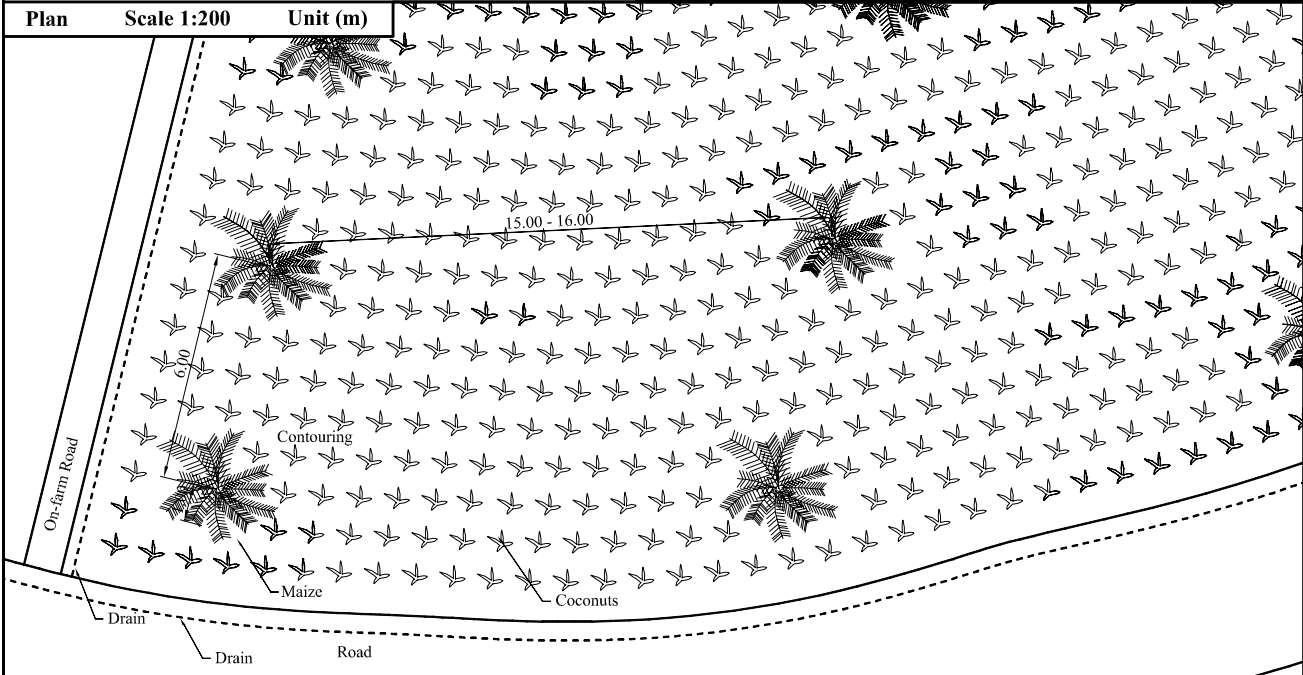 Plan Scale 1:200 Unit (m)
15.00 - 16.00
6.00
Contouring
On-farm Road
Maize
Coconuts
Drain
Drain
Road